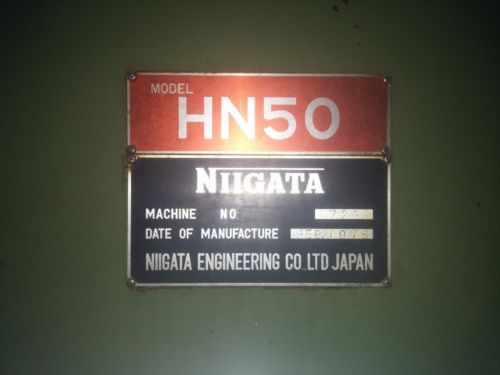 MODEL
HN50
NIIGATA
MACHINE NO
DATE OF MANUFACTURE
NIIGATA ENGINEERING CO.,LTD JAPAN